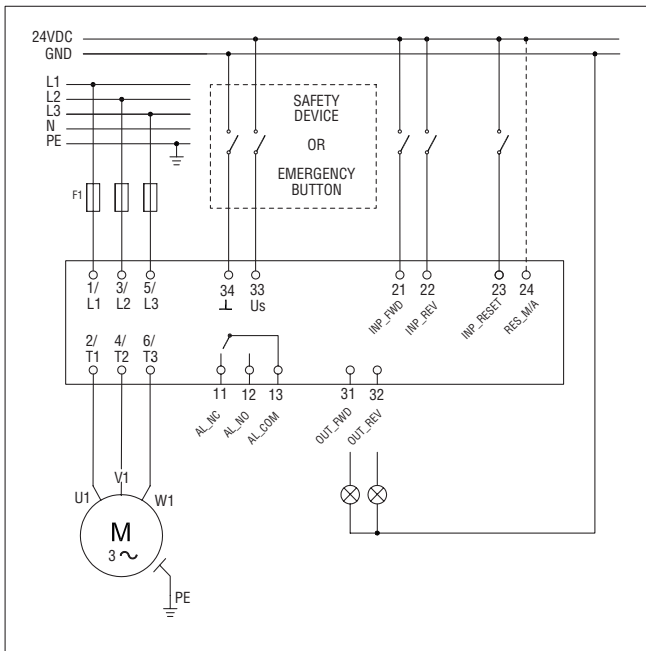 24VDC
GND
L1
L2
L3
N
PE
SAFETY
DEVICE
OR
EMERGENCY
BUTTON
F1
1/
L1
3/
L2
5/
L3
34
⊥
33
Us
21
INP_FWD
22
INP_REV
23
INP_RESET
24
RES_M/A
2/
T1
4/
T2
6/
T3
11
AL_NC
12
AL_NO
13
AL_COM
31
OUT_FWD
32
OUT_REV
U1
V1
W1
M
3 ~
PE